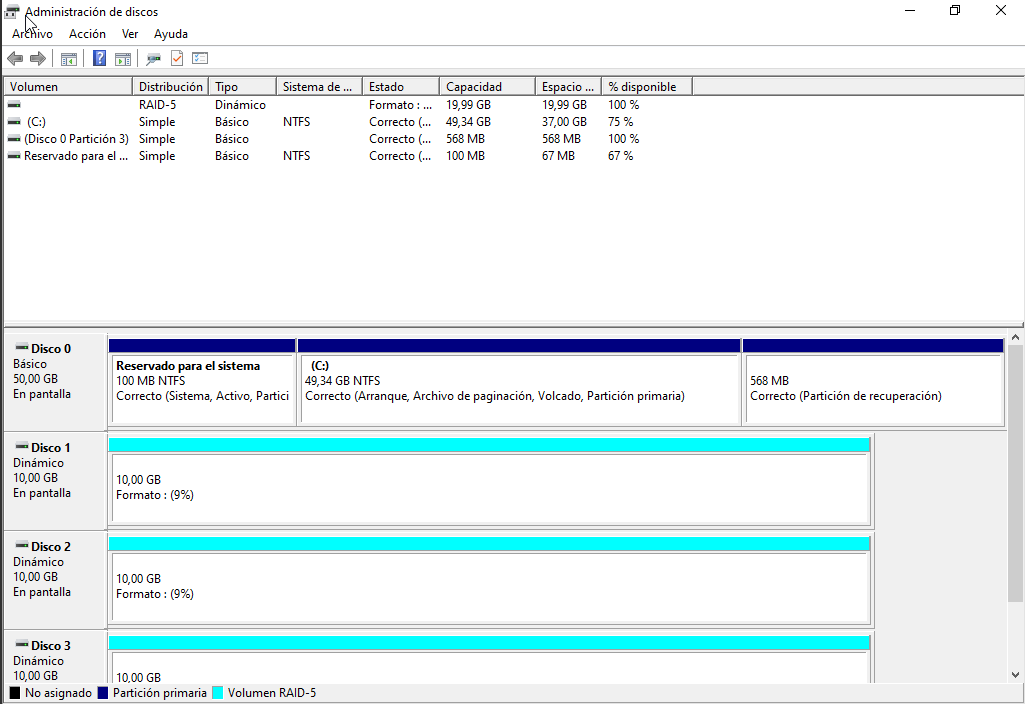 Administración de discos
Archivo Acción Ver Ayuda
Volumen Distribución Tipo Sistema de ... Estado Capacidad Espacio ... % disponible
RAID-5 Dinámico Formato : ... 19,99 GB 19,99 GB 100 %
(C:) Simple Básico NTFS Correcto (... 49,34 GB 37,00 GB 75 %
(Disco 0 Partición 3) Simple Básico Correcto (... 568 MB 568 MB 100 %
Reservado para el ... Simple Básico NTFS Correcto (... 100 MB 67 MB 67 %
Disco 0
Básico
50,00 GB
En pantalla
Reservado para el sistema
100 MB NTFS
Correcto (Sistema, Activo, Partici
(C:)
49,34 GB NTFS
Correcto (Arranque, Archivo de paginación, Volcado, Partición primaria)
568 MB
Correcto (Partición de recuperación)
Disco 1
Dinámico
10,00 GB
En pantalla
10,00 GB
Formato : (9%)
Disco 2
Dinámico
10,00 GB
En pantalla
10,00 GB
Formato : (9%)
Disco 3
Dinámico
10,00 GB
10,00 GB
No asignado Partición primaria Volumen RAID-5